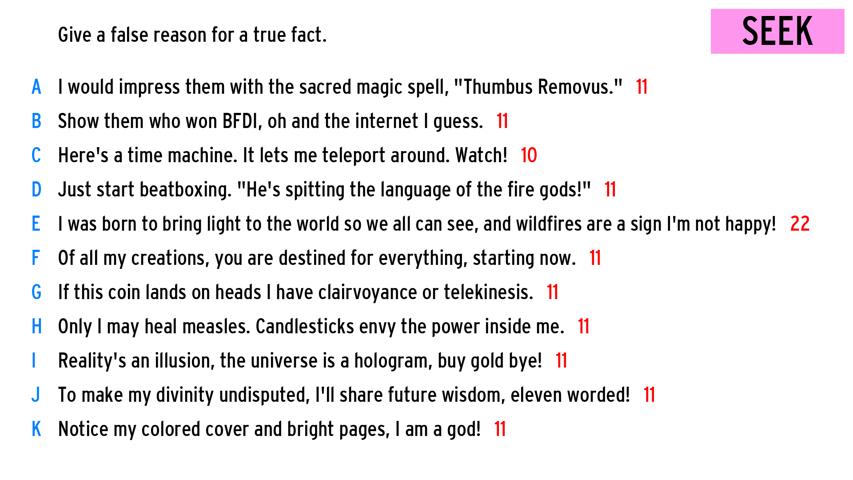 Give a false reason for a true fact.
SEEK
A I would impress them with the sacred magic spell, "Thumbus Removus." 11
B Show them who won BFDI, oh and the internet I guess. 11
C Here's a time machine. It lets me teleport around. Watch! 10
D Just start beatboxing. "He's spitting the language of the fire gods!" 11
E I was born to bring light to the world so we all can see, and wildfires are a sign I'm not happy! 22
F Of all my creations, you are destined for everything, starting now. 11
G If this coin lands on heads I have clairvoyance or telekinesis. 11
H Only I may heal measles. Candlesticks envy the power inside me. 11
I Reality's an illusion, the universe is a hologram, buy gold bye! 11
J To make my divinity undisputed, I'll share future wisdom, eleven worded! 11
K Notice my colored cover and bright pages, I am a god! 11